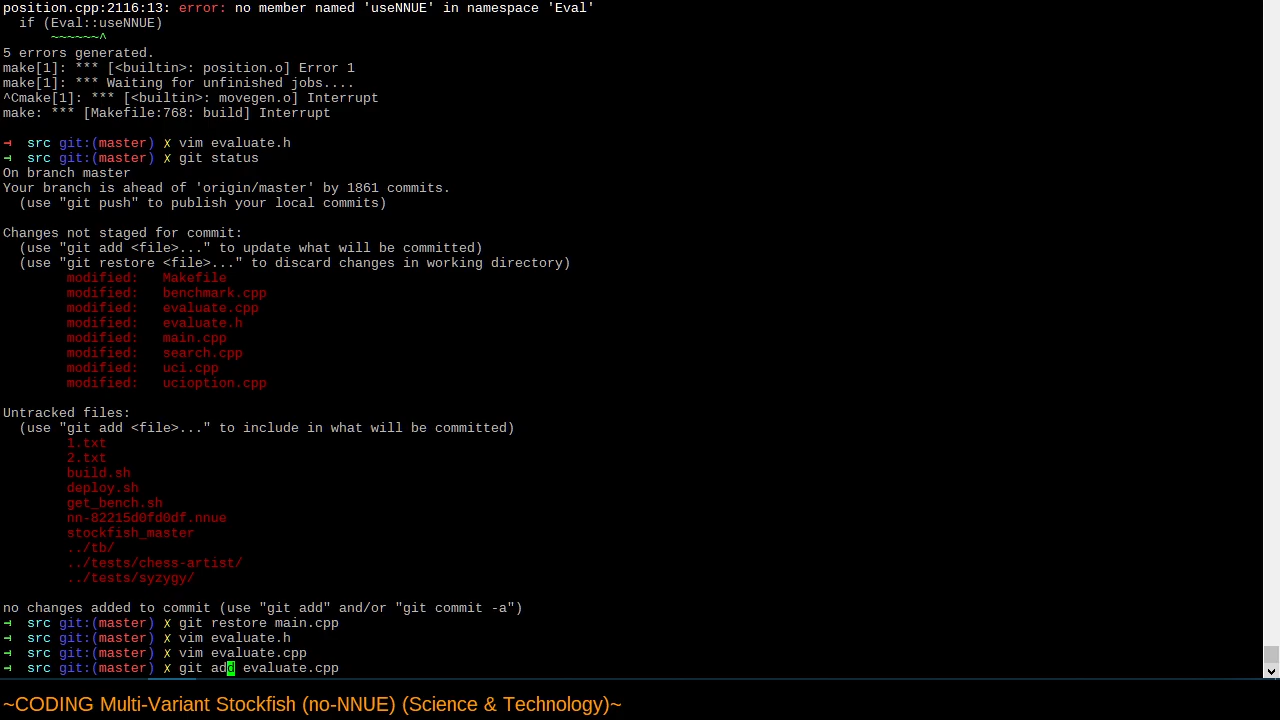 position.cpp:2116:13: error: no member named 'useNNUE' in namespace 'Eval'
  if (Eval::useNNUE)
      ~~~~~~^
5 errors generated.
make[1]: *** [<builtin>: position.o] Error 1
make[1]: *** Waiting for unfinished jobs....
^Cmake[1]: *** [<builtin>: movegen.o] Interrupt
make: *** [Makefile:768: build] Interrupt
src git:(master) ✗ vim evaluate.h
src git:(master) ✗ git status
On branch master
Your branch is ahead of 'origin/master' by 1861 commits.
  (use "git push" to publish your local commits)
Changes not staged for commit:
  (use "git add <file>..." to update what will be committed)
  (use "git restore <file>..." to discard changes in working directory)
        modified:   Makefile
        modified:   benchmark.cpp
        modified:   evaluate.cpp
        modified:   evaluate.h
        modified:   main.cpp
        modified:   search.cpp
        modified:   uci.cpp
        modified:   ucioption.cpp
Untracked files:
  (use "git add <file>..." to include in what will be committed)
        1.txt
        2.txt
        build.sh
        deploy.sh
        get_bench.sh
        nn-82215d0fd0df.nnue
        stockfish_master
        ../tb/
        ../tests/chess-artist/
        ../tests/syzygy/
no changes added to commit (use "git add" and/or "git commit -a")
src git:(master) ✗ git restore main.cpp
src git:(master) ✗ vim evaluate.h
src git:(master) ✗ vim evaluate.cpp
src git:(master) ✗ git add evaluate.cpp
~CODING Multi-Variant Stockfish (no-NNUE) (Science & Technology)~